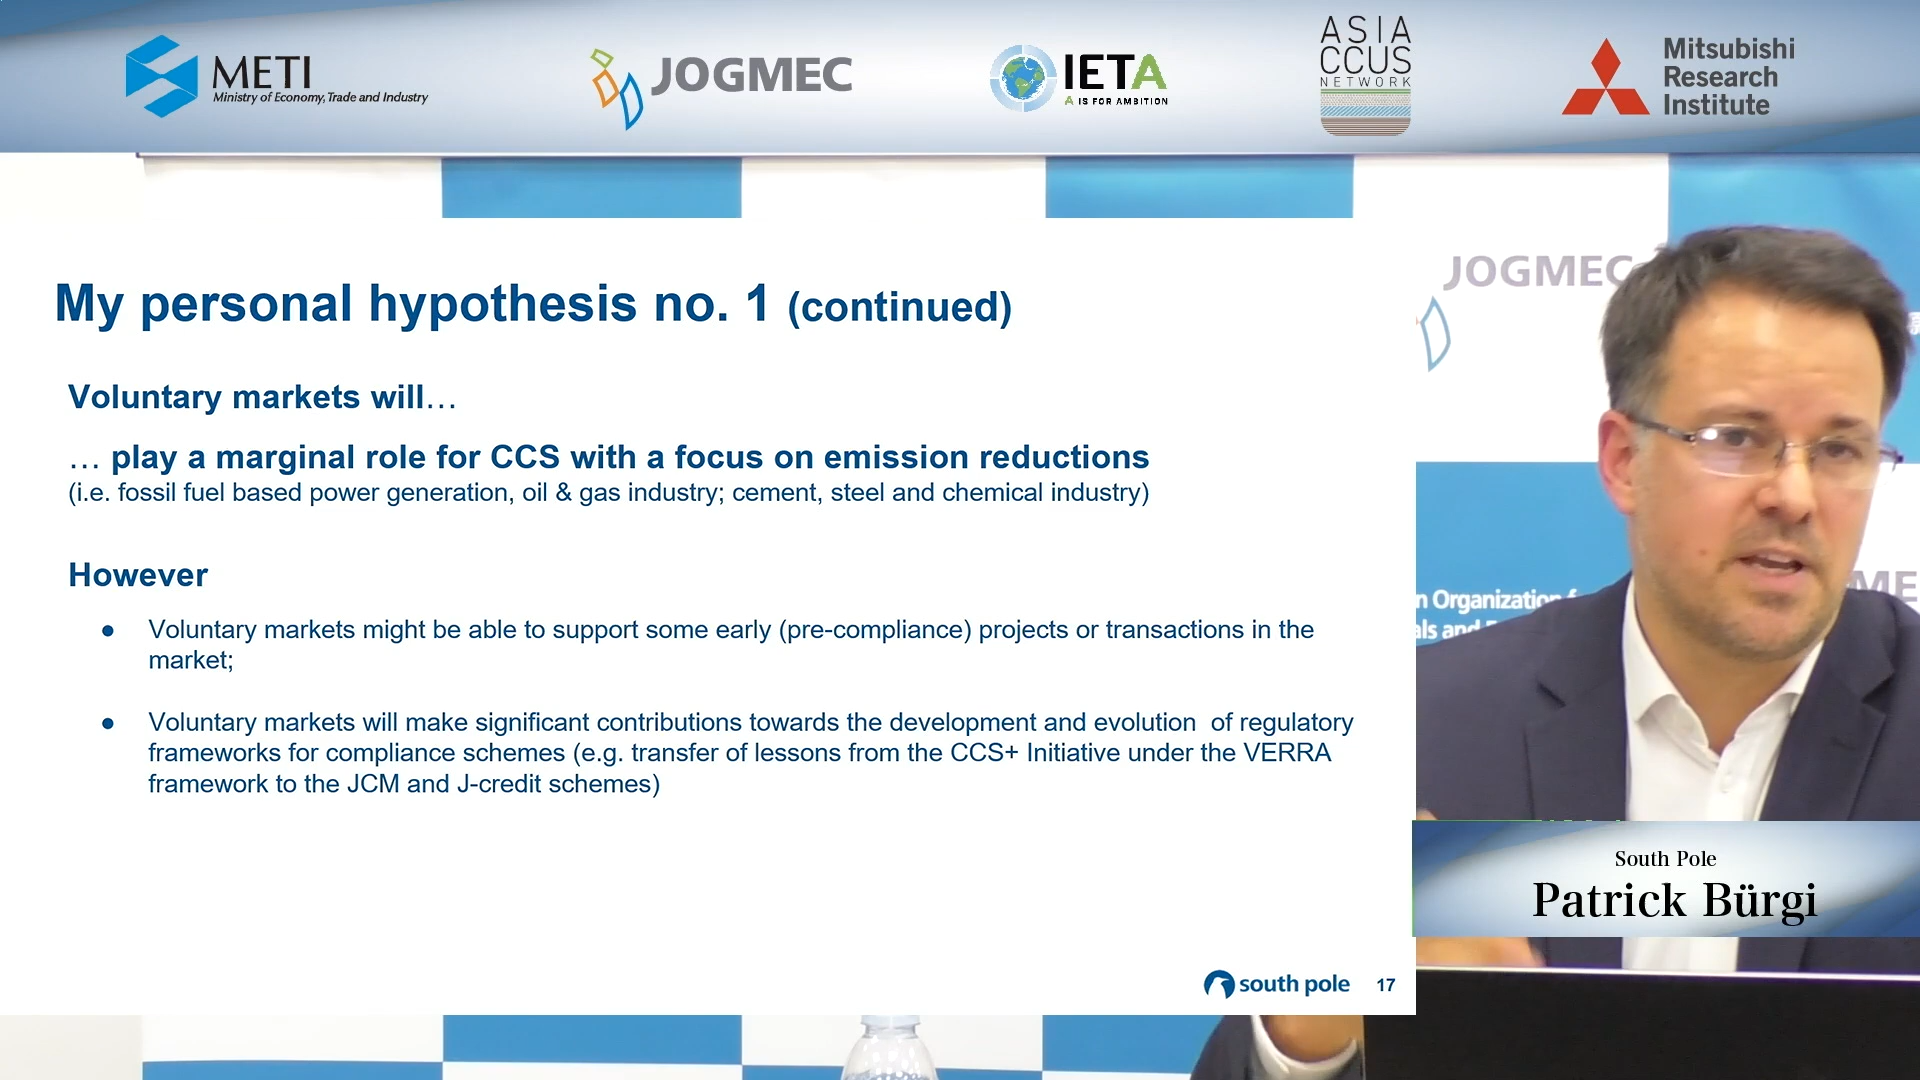 METI
Ministry of Economy, Trade and Industry
JOGMEC
IETA
A IS FOR AMBITION
ASIA
CCUS
NETWORK
Mitsubishi
Research
Institute
My personal hypothesis no. 1 (continued)
Voluntary markets will…
… play a marginal role for CCS with a focus on emission reductions
(i.e. fossil fuel based power generation, oil & gas industry; cement, steel and chemical industry)
However
● Voluntary markets might be able to support some early (pre-compliance) projects or transactions in the
market;
● Voluntary markets will make significant contributions towards the development and evolution of regulatory
frameworks for compliance schemes (e.g. transfer of lessons from the CCS+ Initiative under the VERRA
framework to the JCM and J-credit schemes)
south pole 17
JOGMEC
Organization
and
South Pole
Patrick Bürgi